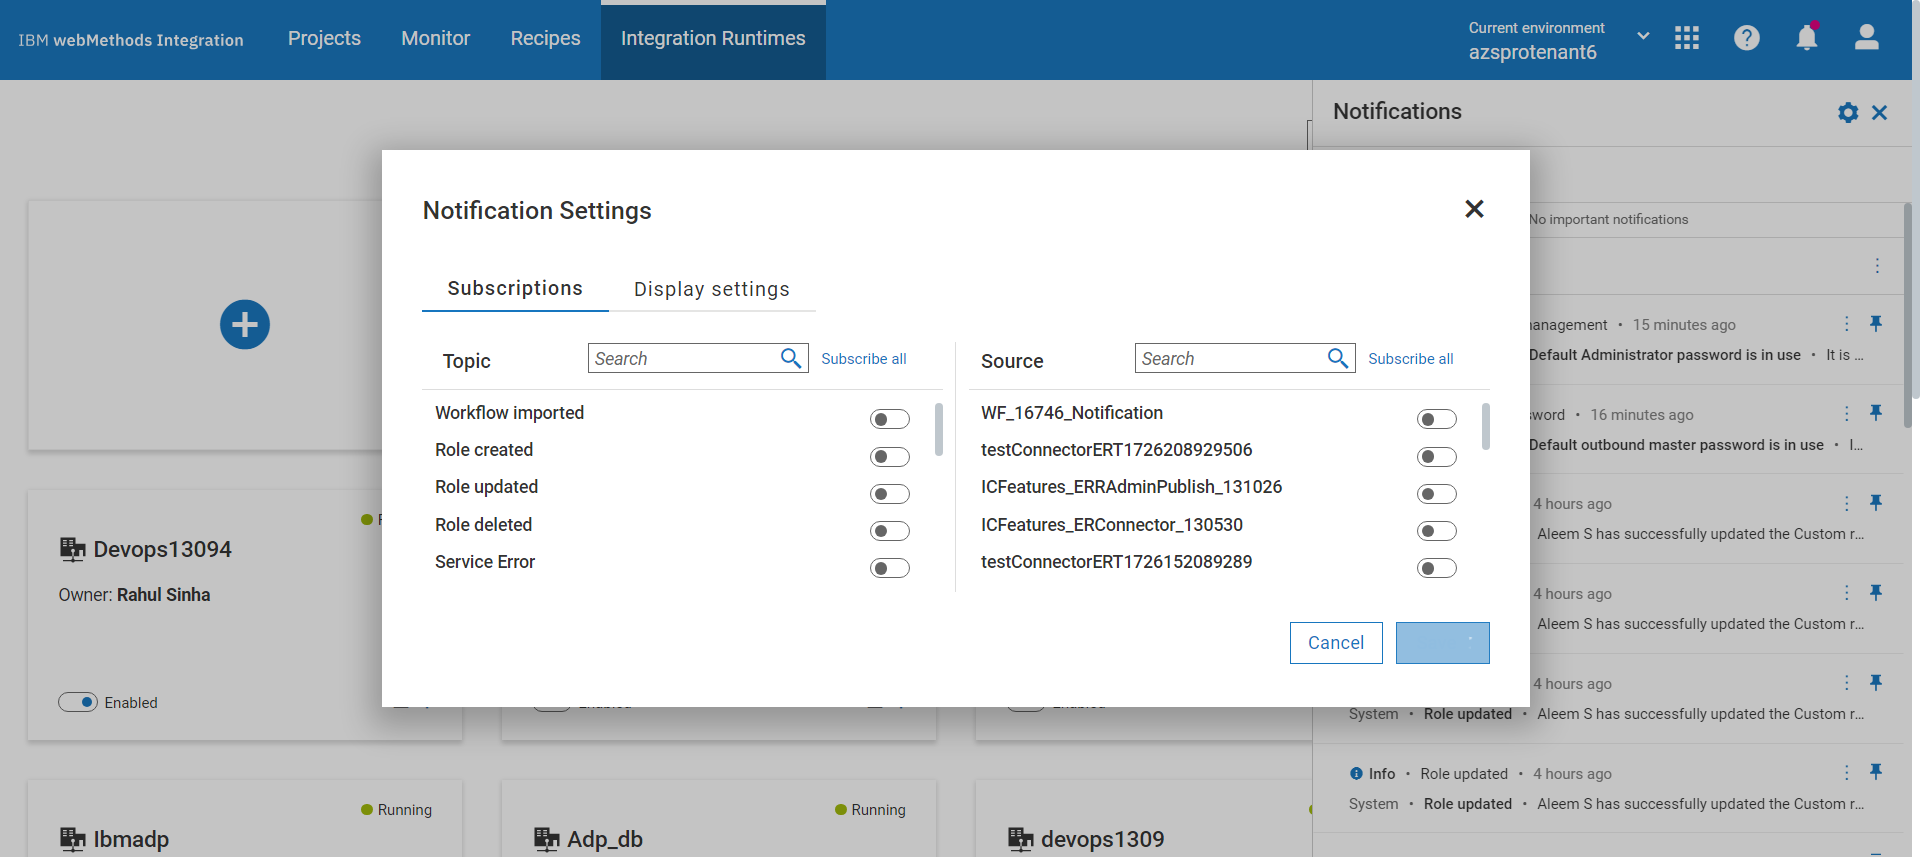 IBM webMethods Integration
Projects
Monitor
Recipes
Integration Runtimes
Current environment
azsprotenant6
Notifications
No important notifications
Notification Settings
Subscriptions
Display settings
Topic
Search
Subscribe all
Source
Search
Subscribe all
Workflow imported
WF_16746_Notification
Role created
testConnectorERT1726208929506
Role updated
ICFeatures_ERRAdminPublish_131026
Role deleted
ICFeatures_ERConnector_130530
Service Error
testConnectorERT1726152089289
Cancel
• 15 minutes ago
Default Administrator password is in use • It is ...
• 16 minutes ago
Default outbound master password is in use • I...
4 hours ago
Aleem S has successfully updated the Custom r...
4 hours ago
Aleem S has successfully updated the Custom r...
4 hours ago
System • Role updated • Aleem S has successfully updated the Custom r...
Info • Role updated • 4 hours ago
System • Role updated • Aleem S has successfully updated the Custom r...
Devops13094
Owner: Rahul Sinha
Enabled
Running
Ibmadp
Running
Adp_db
devops1309